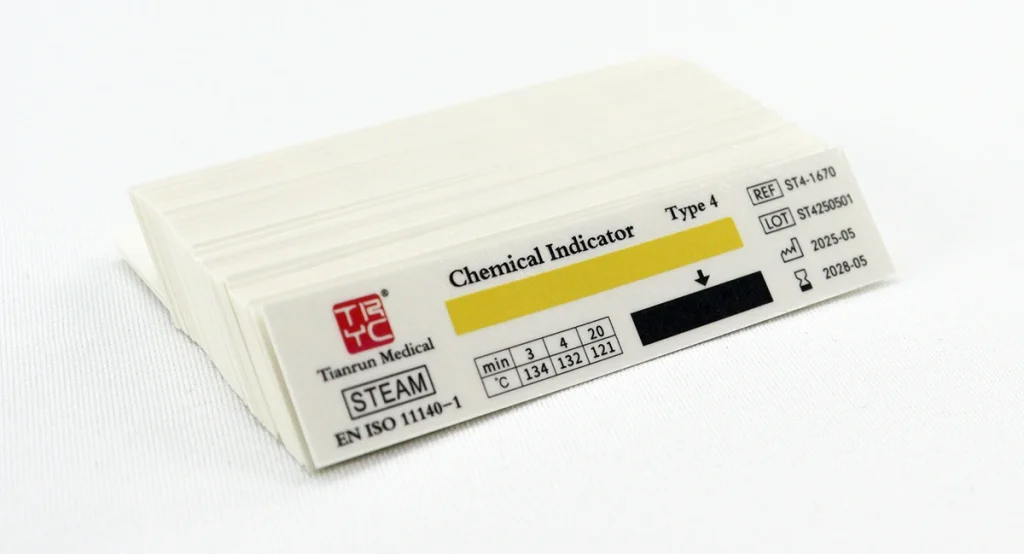 TR
YC
®
Tianrun Medical
STEAM
EN ISO 11140-1
Chemical Indicator Type 4
min 3 4 20
°C 134 132 121
REF ST4-1670
LOT ST4250501
2025-05
2028-05